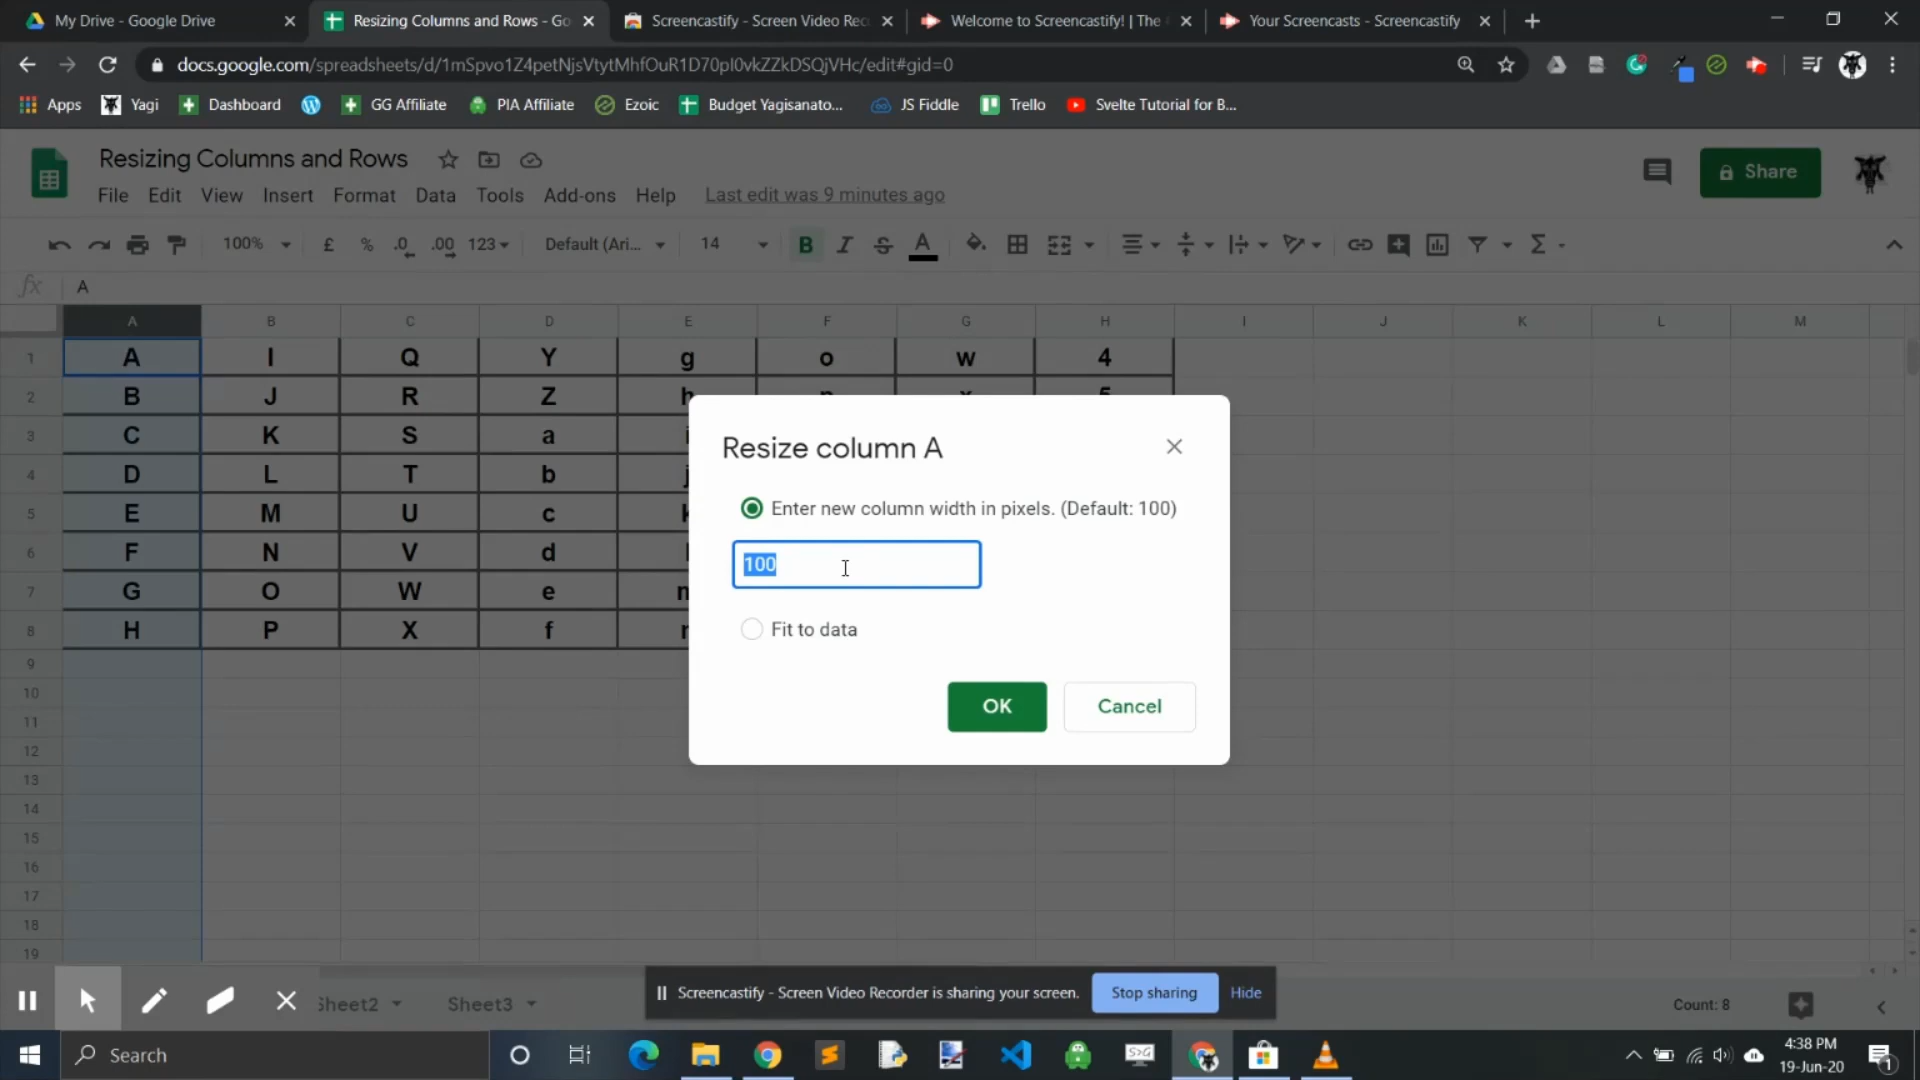 My Drive - Google Drive
Resizing Columns and Rows - Go
Screencastify - Screen Video Rec
Welcome to Screencastify! | The
Your Screencasts - Screencastify
docs.google.com/spreadsheets/d/1mSpvo1Z4petNjsVtytMhfOuR1D70pI0vkZZkDSQjVHc/edit#gid=0
Apps
Yagi
Dashboard
GG Affiliate
PIA Affiliate
Ezoic
Budget Yagisanato...
JS Fiddle
Trello
Svelte Tutorial for B...
Resizing Columns and Rows
Share
File Edit View Insert Format Data Tools Add-ons Help Last edit was 9 minutes ago
100% £ % .0 .00 123 Default (Ari... 14 B I S A Σ
fx A
A B C D E F G H I J K L M
1 A I Q Y g o w 4
2 B J R Z
3 C K S a
4 D L T b
5 E M U c
6 F N V d
7 G O W e
8 H P X f
9
10
11
12
13
14
15
16
17
18
19
Resize column A
Enter new column width in pixels. (Default: 100)
100
Fit to data
OK Cancel
Sheet2
Sheet3
Screencastify - Screen Video Recorder is sharing your screen.
Stop sharing
Hide
Count: 8
Search
4:38 PM
19-Jun-20
1